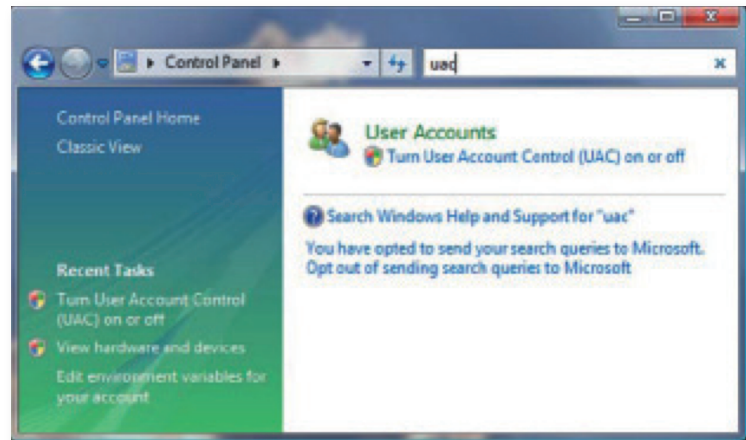 Control Panel
uac
Control Panel Home
Classic View
Recent Tasks
Turn User Account Control
(UAC) on or off
View hardware and devices
Edit environment variables for
your account
User Accounts
Turn User Account Control (UAC) on or off
Search Windows Help and Support for "uac"
You have opted to send your search queries to Microsoft.
Opt out of sending search queries to Microsoft